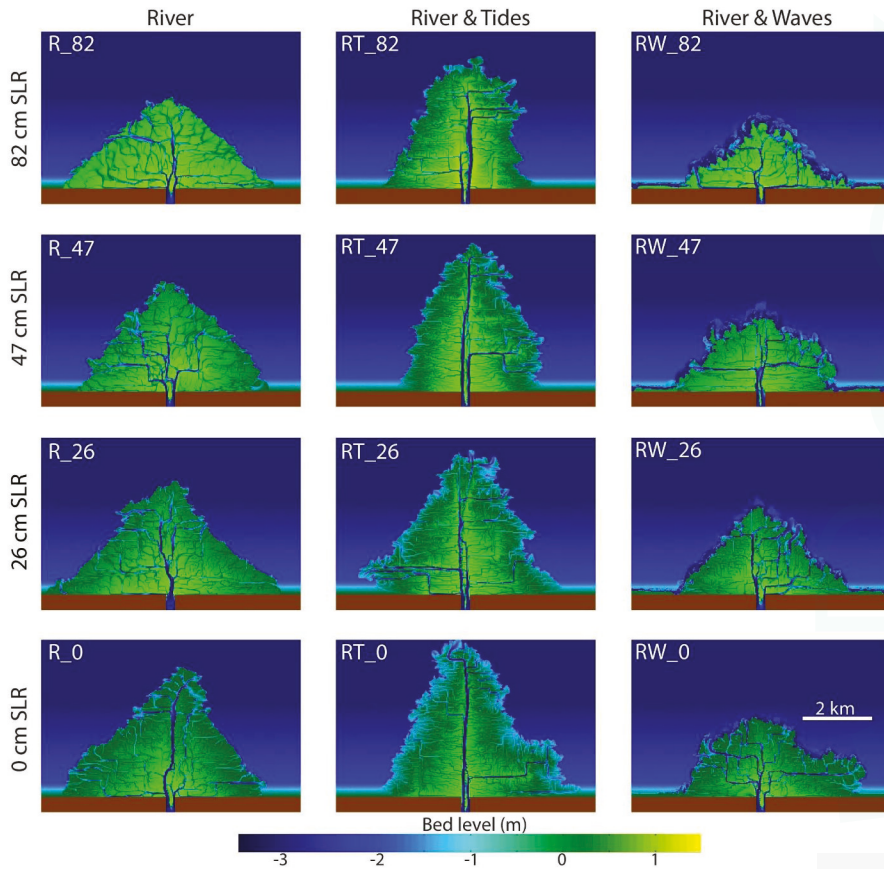 River
River & Tides
River & Waves
82 cm SLR
R_82
RT_82
RW_82
47 cm SLR
R_47
RT_47
RW_47
26 cm SLR
R_26
RT_26
RW_26
0 cm SLR
R_0
RT_0
RW_0
2 km
Bed level (m)
-3 -2 -1 0 1